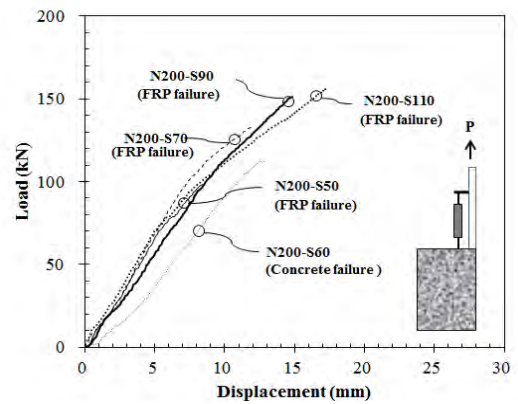 200
150
100
50
0
Load (kN)
N200-S90
(FRP failure)
N200-S110
(FRP failure)
N200-S70
(FRP failure)
N200-S50
(FRP failure)
N200-S60
(Concrete failure )
P
0 5 10 15 20 25 30
Displacement (mm)